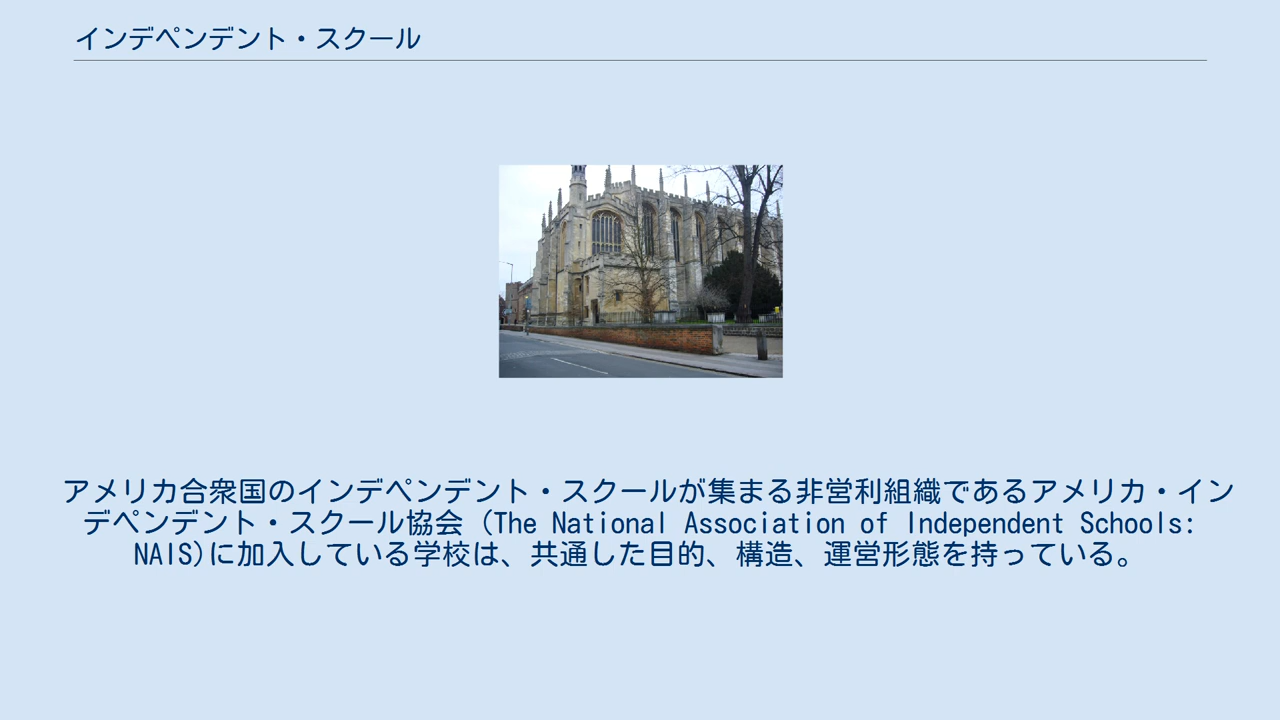 インデペンデント・スクール
アメリカ合衆国のインデペンデント・スクールが集まる非営利組織であるアメリカ・イン
デペンデント・スクール協会 (The National Association of Independent Schools:
NAIS)に加入している学校は、共通した目的、構造、運営形態を持っている。